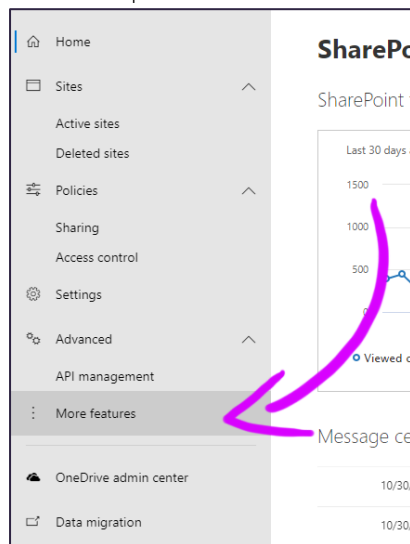 Home
Sites
Active sites
Deleted sites
Policies
Sharing
Access control
Settings
Advanced
API management
More features
OneDrive admin center
Data migration
SharePo
SharePoint
Last 30 days
1500
1000
500
0
Viewed
Message ce
10/30/
10/30/